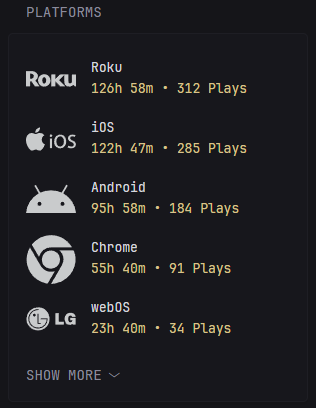 PLATFORMS
Roku
Roku
126h 58m • 312 Plays
iOS
iOS
122h 47m • 285 Plays
Android
95h 58m • 184 Plays
Chrome
55h 40m • 91 Plays
LG
webOS
23h 40m • 34 Plays
SHOW MORE